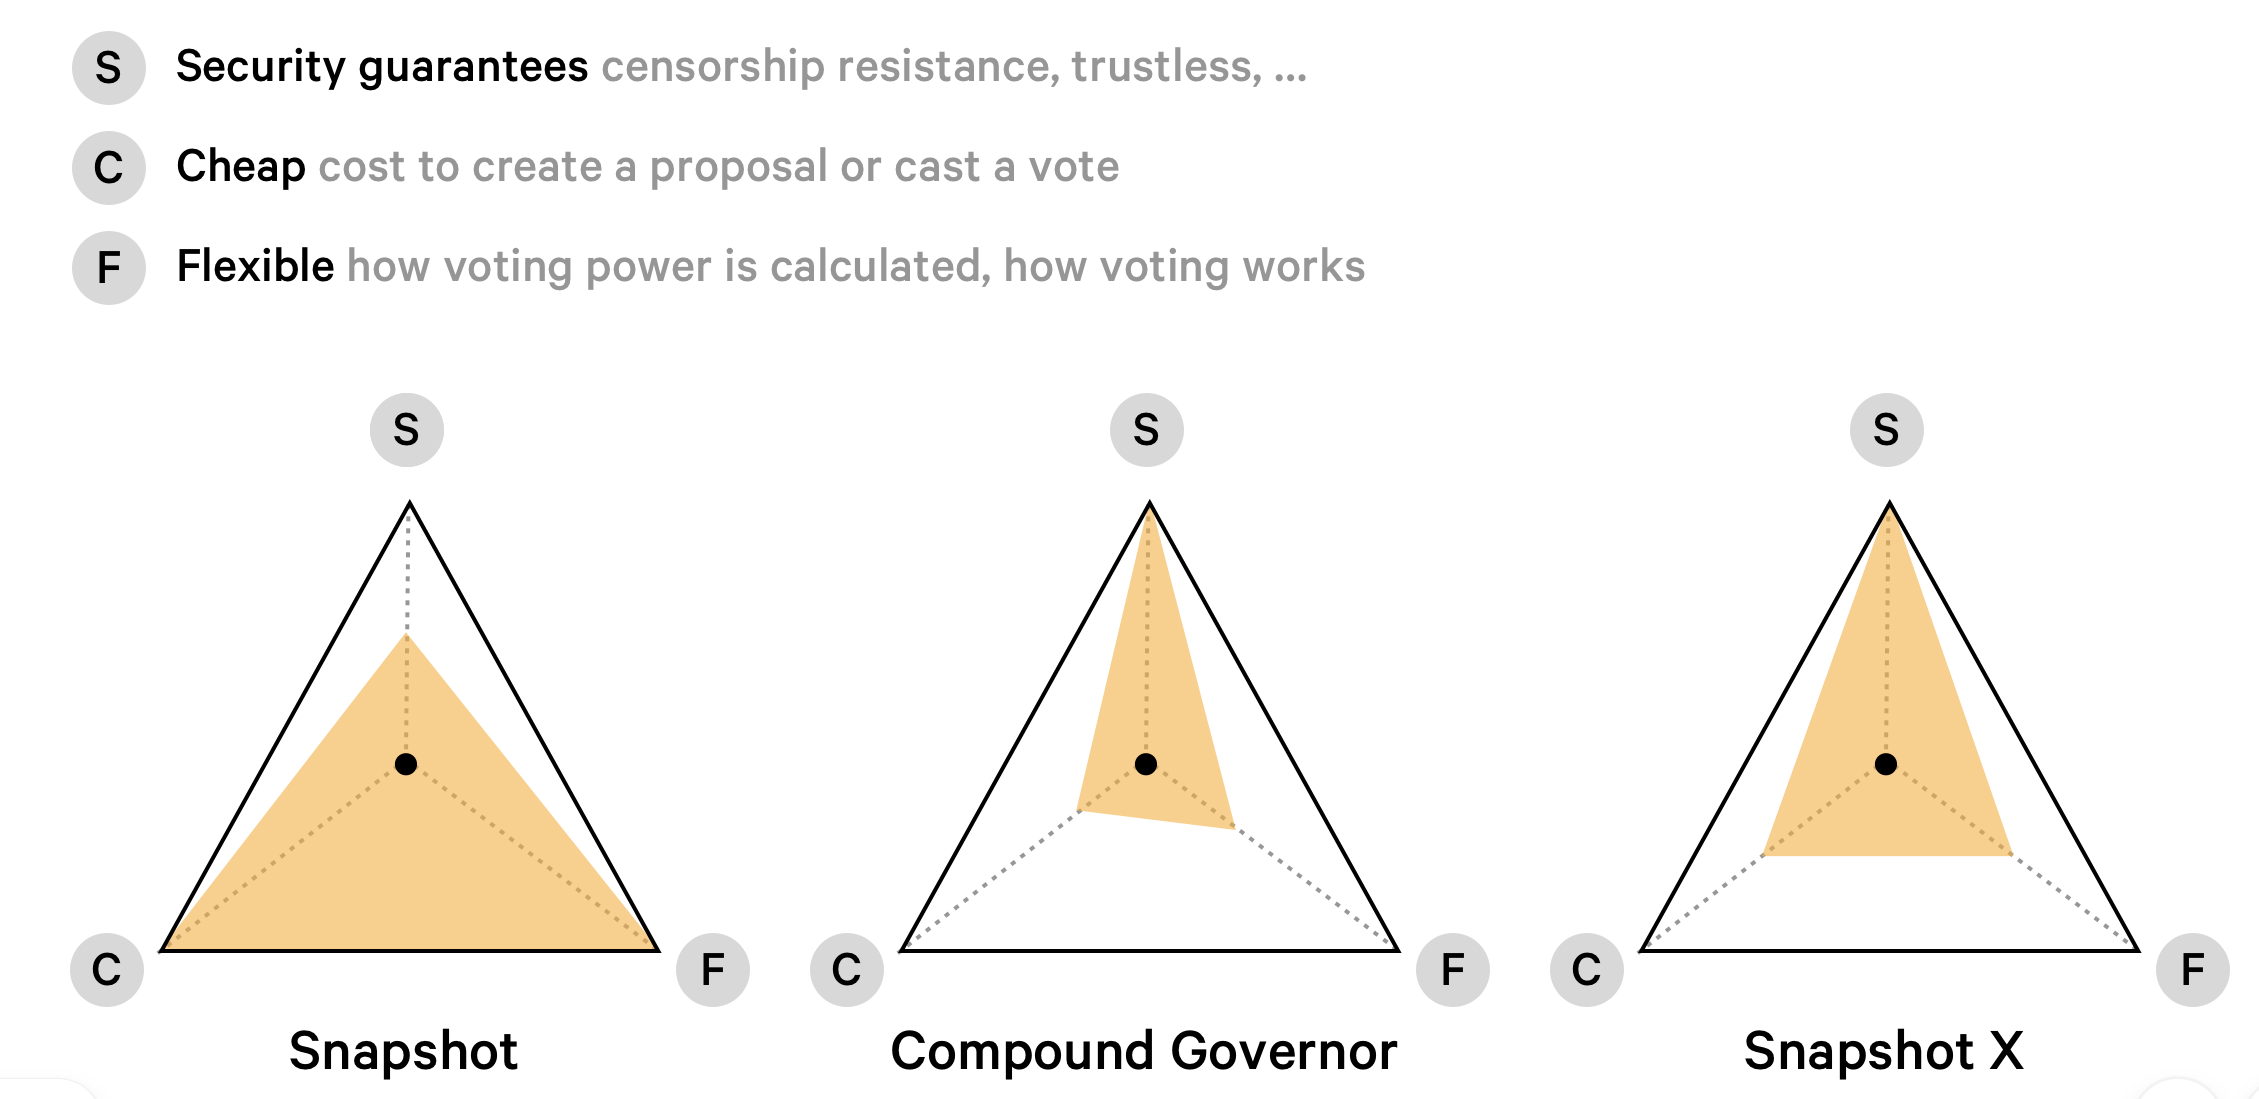 S Security guarantees censorship resistance, trustless, ...
C Cheap cost to create a proposal or cast a vote
F Flexible how voting power is calculated, how voting works
S
C
F
Snapshot
S
C
F
Compound Governor
S
C
F
Snapshot X